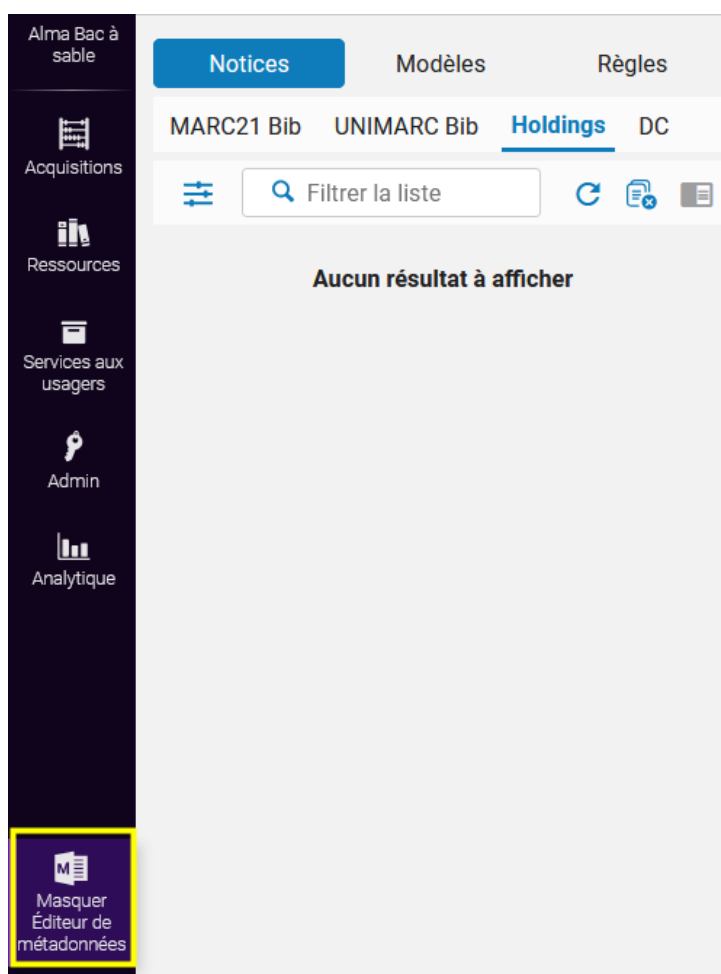 Alma Bac à
sable
Acquisitions
Ressources
Services aux
usagers
Admin
Analytique
Masquer
Éditeur de
métadonnées
Notices Modèles Règles
MARC21 Bib UNIMARC Bib Holdings DC
Filtrer la liste
Aucun résultat à afficher